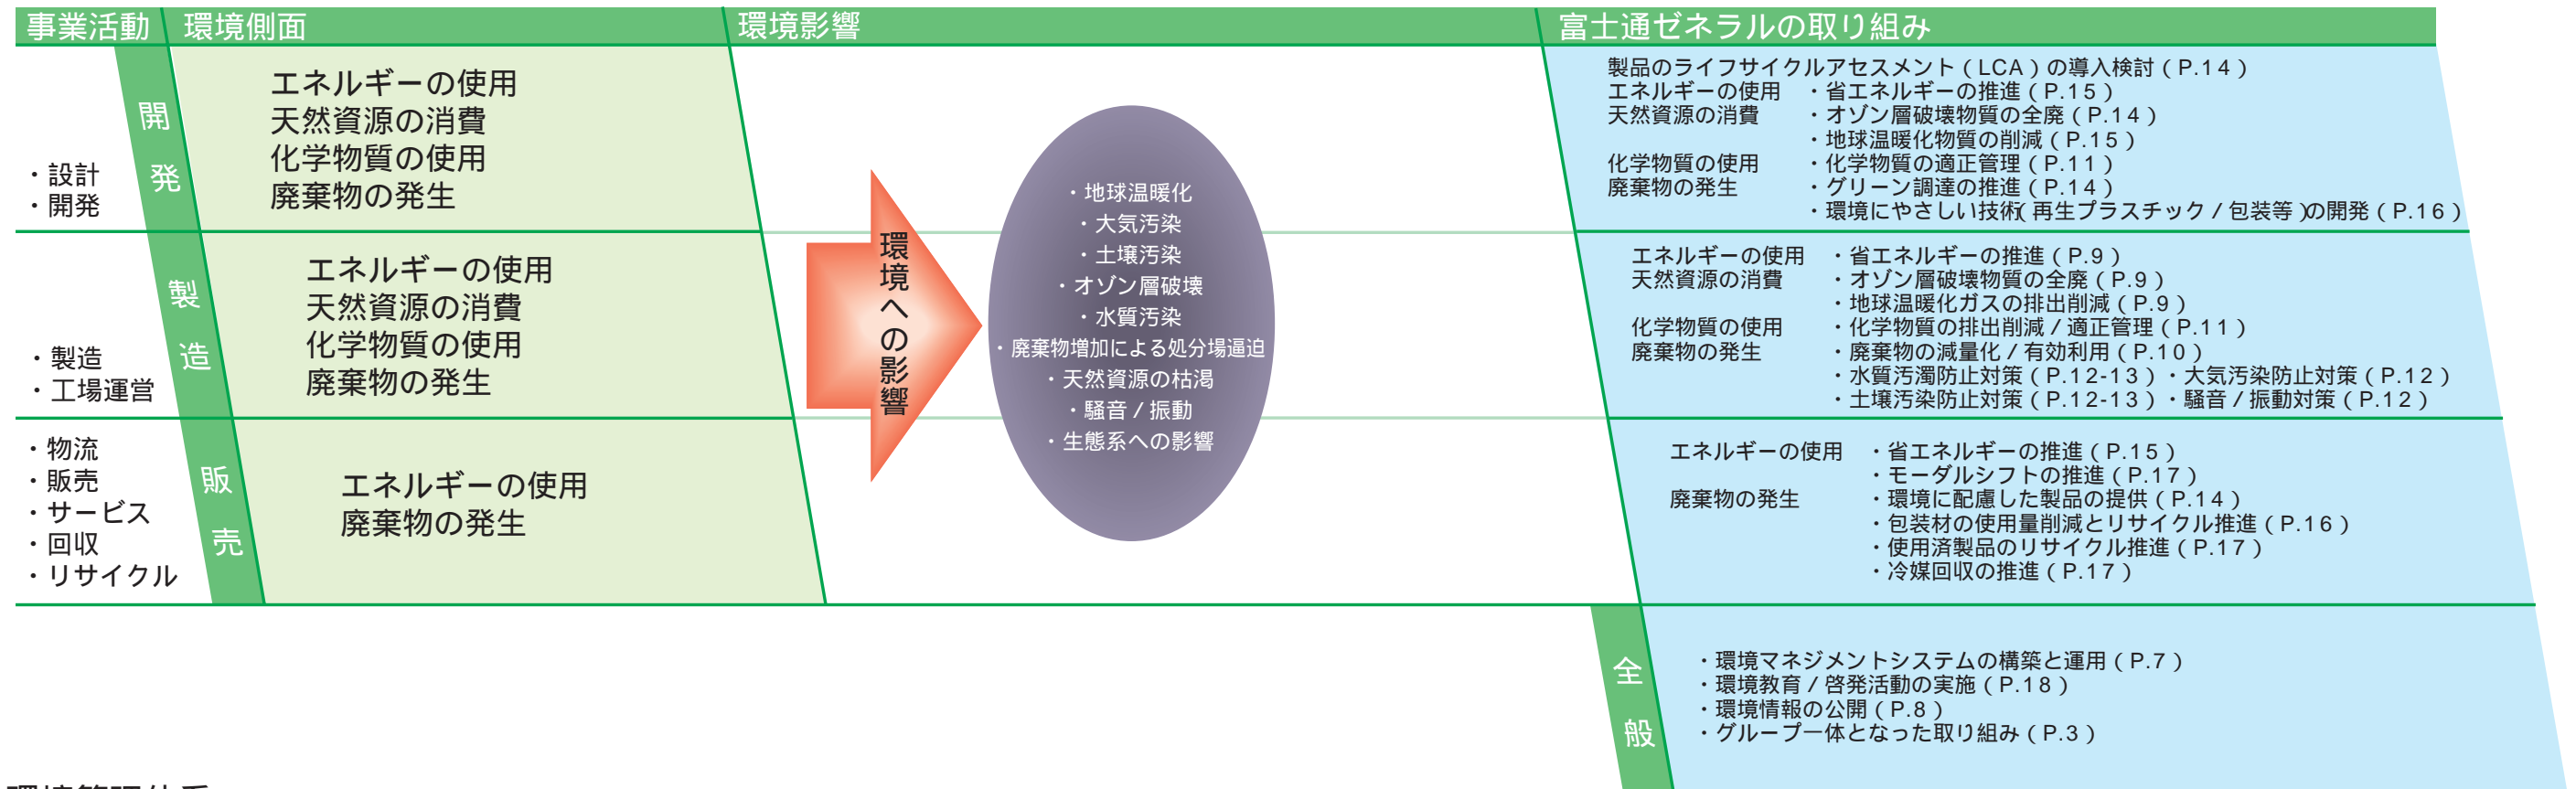 事業活動 環境側面 環境影響 富士通ゼネラルの取り組み
開発
・設計
・開発
エネルギーの使用
天然資源の消費
化学物質の使用
廃棄物の発生
製品のライフサイクルアセスメント(LCA)の導入検討(P.14)
エネルギーの使用 ・省エネルギーの推進(P.15)
天然資源の消費 ・オゾン層破壊物質の全廃(P.14)
・地球温暖化物質の削減(P.15)
化学物質の使用 ・化学物質の適正管理(P.11)
廃棄物の発生 ・グリーン調達の推進(P.14)
・環境にやさしい技術(再生プラスチック/包装等)の開発(P.16)
製造
・製造
・工場運営
エネルギーの使用
天然資源の消費
化学物質の使用
廃棄物の発生
エネルギーの使用 ・省エネルギーの推進(P.9)
天然資源の消費 ・オゾン層破壊物質の全廃(P.9)
・地球温暖化ガスの排出削減(P.9)
化学物質の使用 ・化学物質の排出削減/適正管理(P.11)
廃棄物の発生 ・廃棄物の減量化/有効利用(P.10)
・水質汚濁防止対策(P.12-13)・大気汚染防止対策(P.12)
・土壌汚染防止対策(P.12-13)・騒音/振動対策(P.12)
販売
・物流
・販売
・サービス
・回収
・リサイクル
エネルギーの使用
廃棄物の発生
エネルギーの使用 ・省エネルギーの推進(P.15)
・モーダルシフトの推進(P.17)
廃棄物の発生 ・環境に配慮した製品の提供(P.14)
・包装材の使用量削減とリサイクル推進(P.16)
・使用済製品のリサイクル推進(P.17)
・冷媒回収の推進(P.17)
環境への影響
・地球温暖化
・大気汚染
・土壌汚染
・オゾン層破壊
・水質汚染
・廃棄物増加による処分場逼迫
・天然資源の枯渇
・騒音/振動
・生態系への影響
全般
・環境マネジメントシステムの構築と運用(P.7)
・環境教育/啓発活動の実施(P.18)
・環境情報の公開(P.8)
・グループ一体となった取り組み(P.3)